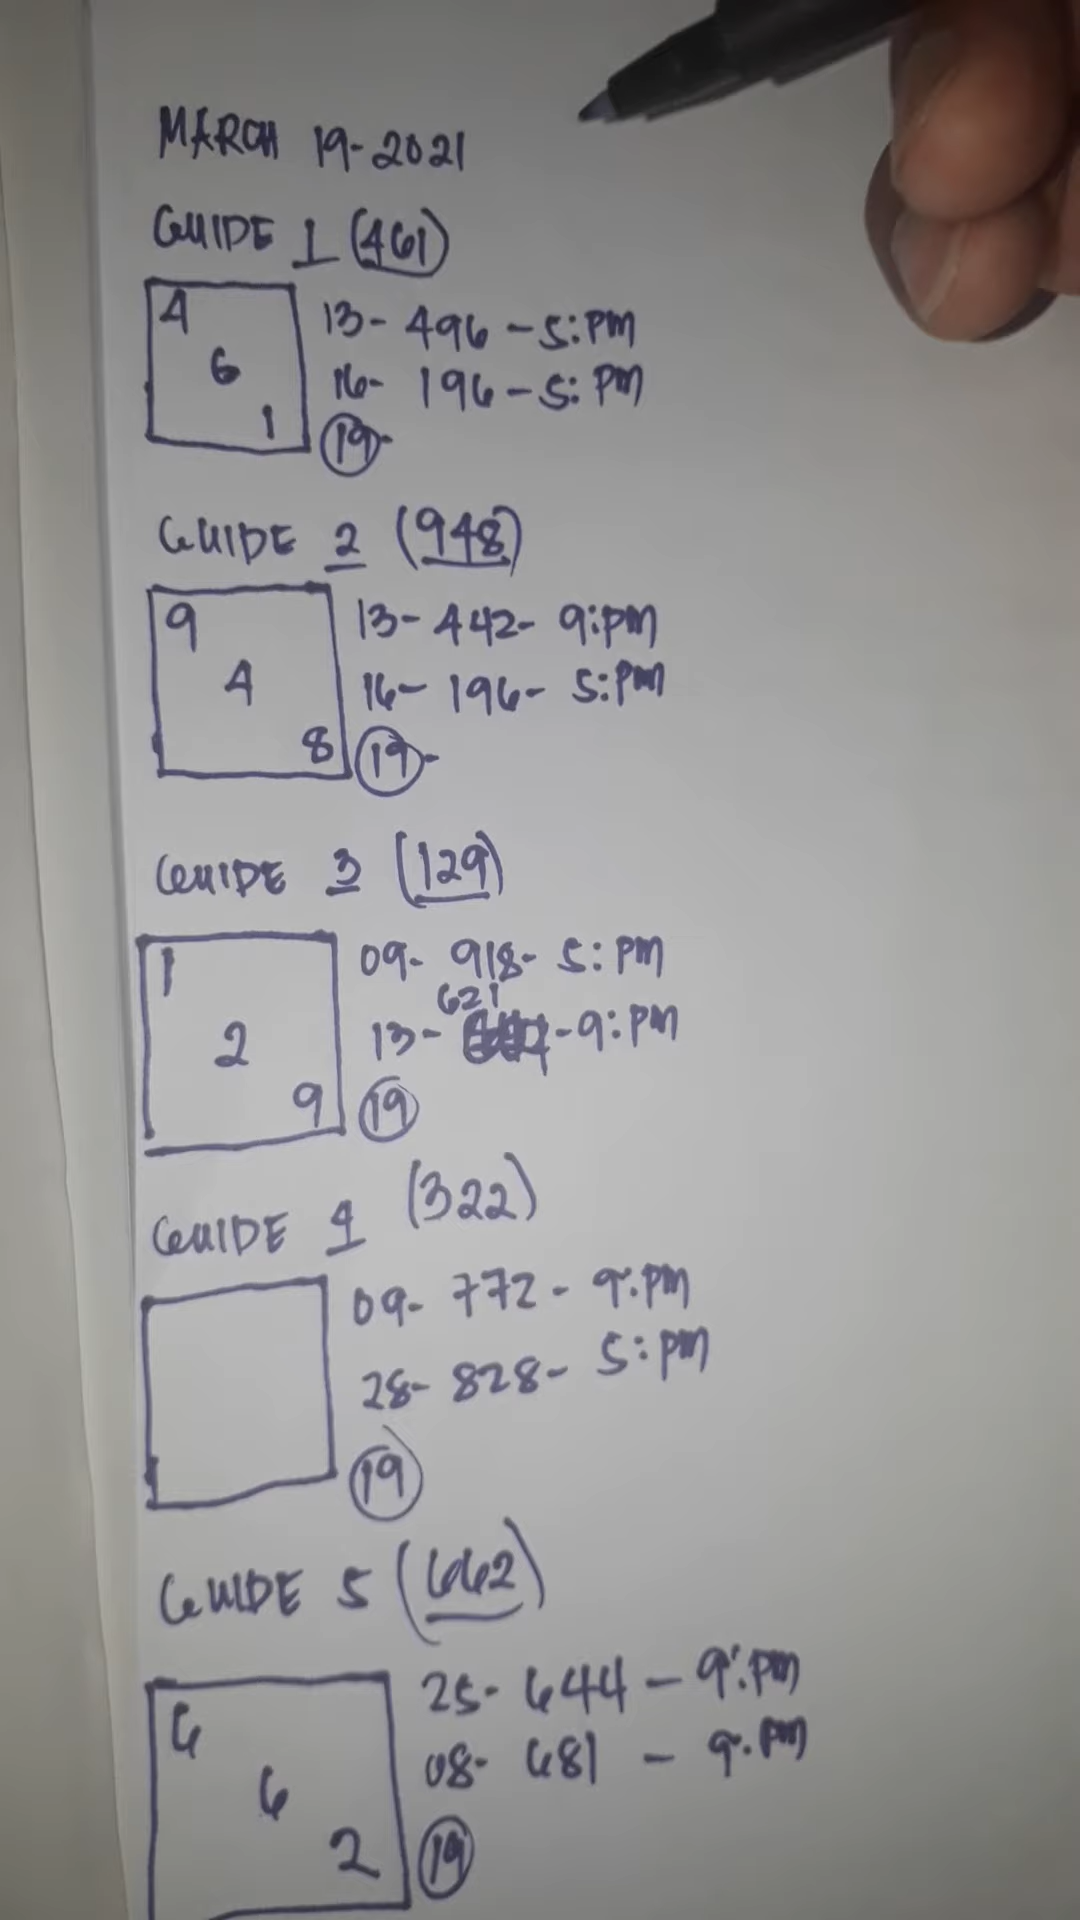 MARCH 19-2021
GUIDE 1 (461)
4
6
1
13- 496 - 5:PM
16- 196 - 5:PM
19-
GUIDE 2 (948)
9
4
8
13- 442- 9:PM
16- 196- 5:PM
19-
GUIDE 3 (129)
1
2
9
09- 918- 5:PM
621
13- -9:PM
19
GUIDE 4 (322)
09- 772- 9:PM
28- 828- 5:PM
19
GUIDE 5 (662)
6
6
2
25- 644 - 9:PM
08- 681 - 9:PM
19